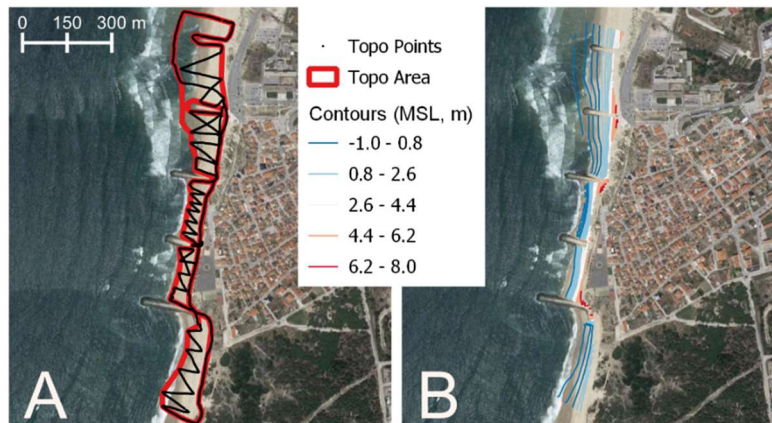 0 150 300 m
Topo Points
Topo Area
Contours (MSL, m)
-1.0 - 0.8
0.8 - 2.6
2.6 - 4.4
4.4 - 6.2
6.2 - 8.0
A
B